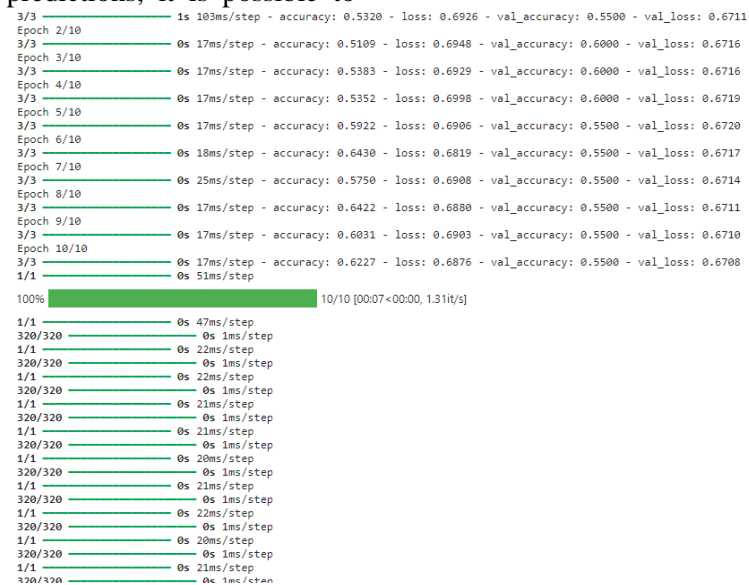 predictions, it is possible to
3/3 ━━━━━━━━━━━━━━━━━━━━ 1s 103ms/step - accuracy: 0.5320 - loss: 0.6926 - val_accuracy: 0.5500 - val_loss: 0.6711
Epoch 2/10
3/3 ━━━━━━━━━━━━━━━━━━━━ 0s 17ms/step - accuracy: 0.5109 - loss: 0.6948 - val_accuracy: 0.6000 - val_loss: 0.6716
Epoch 3/10
3/3 ━━━━━━━━━━━━━━━━━━━━ 0s 17ms/step - accuracy: 0.5383 - loss: 0.6929 - val_accuracy: 0.6000 - val_loss: 0.6716
Epoch 4/10
3/3 ━━━━━━━━━━━━━━━━━━━━ 0s 17ms/step - accuracy: 0.5352 - loss: 0.6998 - val_accuracy: 0.6000 - val_loss: 0.6719
Epoch 5/10
3/3 ━━━━━━━━━━━━━━━━━━━━ 0s 17ms/step - accuracy: 0.5922 - loss: 0.6906 - val_accuracy: 0.5500 - val_loss: 0.6720
Epoch 6/10
3/3 ━━━━━━━━━━━━━━━━━━━━ 0s 18ms/step - accuracy: 0.6430 - loss: 0.6819 - val_accuracy: 0.5500 - val_loss: 0.6717
Epoch 7/10
3/3 ━━━━━━━━━━━━━━━━━━━━ 0s 25ms/step - accuracy: 0.5750 - loss: 0.6908 - val_accuracy: 0.5500 - val_loss: 0.6714
Epoch 8/10
3/3 ━━━━━━━━━━━━━━━━━━━━ 0s 17ms/step - accuracy: 0.6422 - loss: 0.6880 - val_accuracy: 0.5500 - val_loss: 0.6711
Epoch 9/10
3/3 ━━━━━━━━━━━━━━━━━━━━ 0s 17ms/step - accuracy: 0.6031 - loss: 0.6903 - val_accuracy: 0.5500 - val_loss: 0.6710
Epoch 10/10
3/3 ━━━━━━━━━━━━━━━━━━━━ 0s 17ms/step - accuracy: 0.6227 - loss: 0.6876 - val_accuracy: 0.5500 - val_loss: 0.6708
1/1 ━━━━━━━━━━━━━━━━━━━━ 0s 51ms/step
100% 10/10 [00:07<00:00, 1.31it/s]
1/1 ━━━━━━━━━━━━━━━━━━━━ 0s 47ms/step
320/320 ━━━━━━━━━━━━━━━━━━━━ 0s 1ms/step
1/1 ━━━━━━━━━━━━━━━━━━━━ 0s 22ms/step
320/320 ━━━━━━━━━━━━━━━━━━━━ 0s 1ms/step
1/1 ━━━━━━━━━━━━━━━━━━━━ 0s 22ms/step
320/320 ━━━━━━━━━━━━━━━━━━━━ 0s 1ms/step
1/1 ━━━━━━━━━━━━━━━━━━━━ 0s 21ms/step
320/320 ━━━━━━━━━━━━━━━━━━━━ 0s 1ms/step
1/1 ━━━━━━━━━━━━━━━━━━━━ 0s 21ms/step
320/320 ━━━━━━━━━━━━━━━━━━━━ 0s 1ms/step
1/1 ━━━━━━━━━━━━━━━━━━━━ 0s 20ms/step
320/320 ━━━━━━━━━━━━━━━━━━━━ 0s 1ms/step
1/1 ━━━━━━━━━━━━━━━━━━━━ 0s 21ms/step
320/320 ━━━━━━━━━━━━━━━━━━━━ 0s 1ms/step
1/1 ━━━━━━━━━━━━━━━━━━━━ 0s 22ms/step
320/320 ━━━━━━━━━━━━━━━━━━━━ 0s 1ms/step
1/1 ━━━━━━━━━━━━━━━━━━━━ 0s 20ms/step
320/320 ━━━━━━━━━━━━━━━━━━━━ 0s 1ms/step
1/1 ━━━━━━━━━━━━━━━━━━━━ 0s 21ms/step
320/320 ━━━━━━━━━━━━━━━━━━━━ 0s 1ms/step